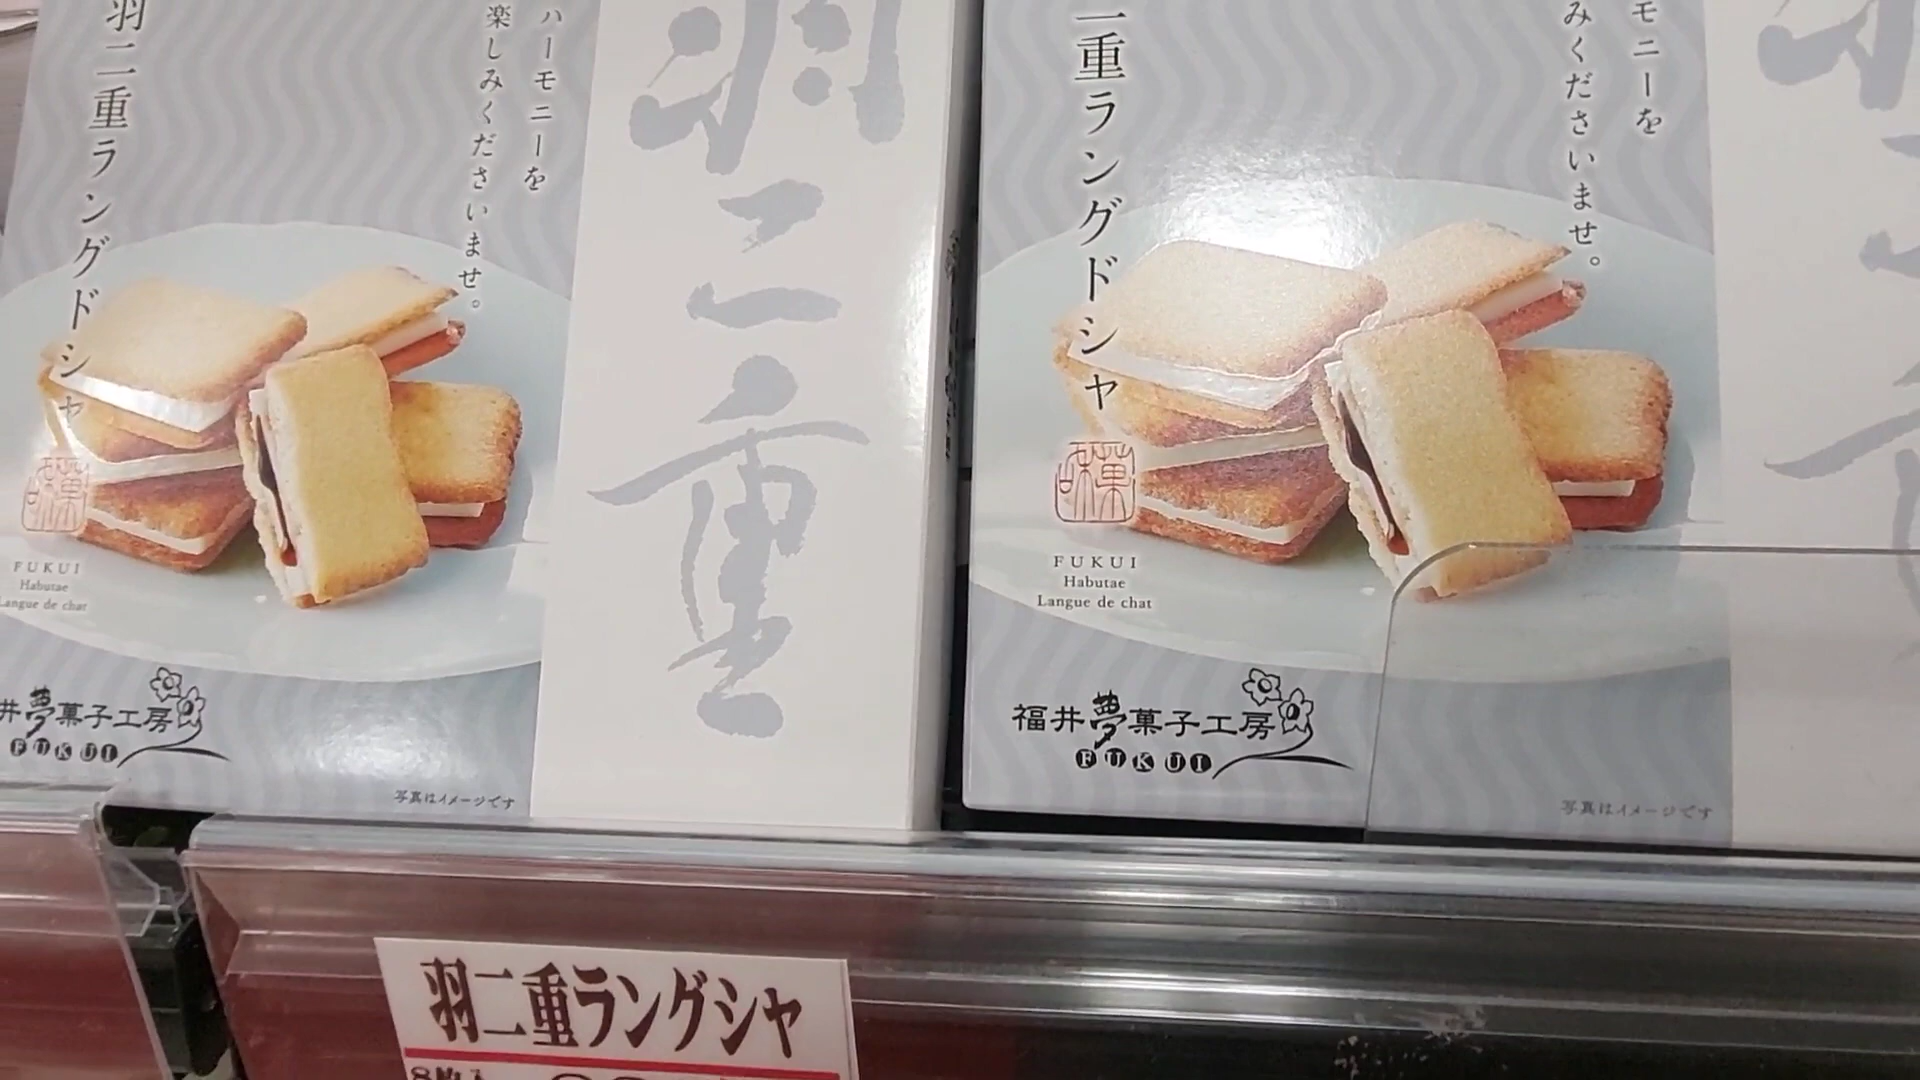 羽二重ラングドシャ
ハーモニーを
楽しみくださいませ。
羽二重
菓
FUKUI
Habutae
Langue de chat
井夢菓子工房
FUKUI
写真はイメージです
二重ラングドシャ
モニーを
みくださいませ。
菓
FUKUI
Habutae
Langue de chat
福井夢菓子工房
FUKUI
写真はイメージです
羽二重ラングシャ